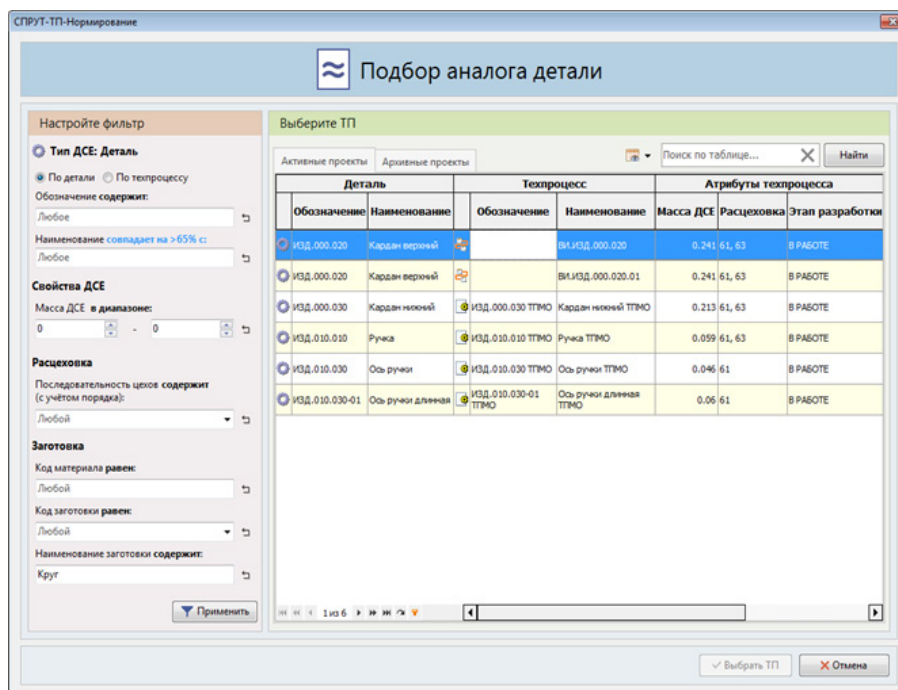 СПРУТ-ТП-Нормирование
Подбор аналога детали
Настройте фильтр
Тип ДСЕ: Деталь
По детали По техпроцессу
Обозначение содержит:
Любое
Наименование совпадает на >65% с:
Любое
Свойства ДСЕ
Масса ДСЕ в диапазоне:
0 - 0
Расцеховка
Последовательность цехов содержит
(с учётом порядка):
Любой
Заготовка
Код материала равен:
Любой
Код заготовки равен:
Любой
Наименование заготовки содержит:
Круг
Применить
Выберите ТП
Активные проекты Архивные проекты
Поиск по таблице... Найти
Деталь Техпроцесс Атрибуты техпроцесса
Обозначение Наименование Обозначение Наименование Масса ДСЕ Расцеховка Этап разработки
ИЗД.000.020 Кардан верхний ВИ.ИЗД.000.020 0.241 61, 63 В РАБОТЕ
ИЗД.000.020 Кардан верхний ВИ.ИЗД.000.020.01 0.241 61, 63 В РАБОТЕ
ИЗД.000.030 Кардан нижний ИЗД.000.030 ТПМО Кардан нижний ТПМО 0.213 61, 63 В РАБОТЕ
ИЗД.010.010 Ручка ИЗД.010.010 ТПМО Ручка ТПМО 0.059 61, 63 В РАБОТЕ
ИЗД.010.030 Ось ручки ИЗД.010.030 ТПМО Ось ручки ТПМО 0.046 61 В РАБОТЕ
ИЗД.010.030-01 Ось ручки длинная ИЗД.010.030-01 ТПМО Ось ручки длинная ТПМО 0.06 61 В РАБОТЕ
1 из 6
Выбрать ТП Отмена